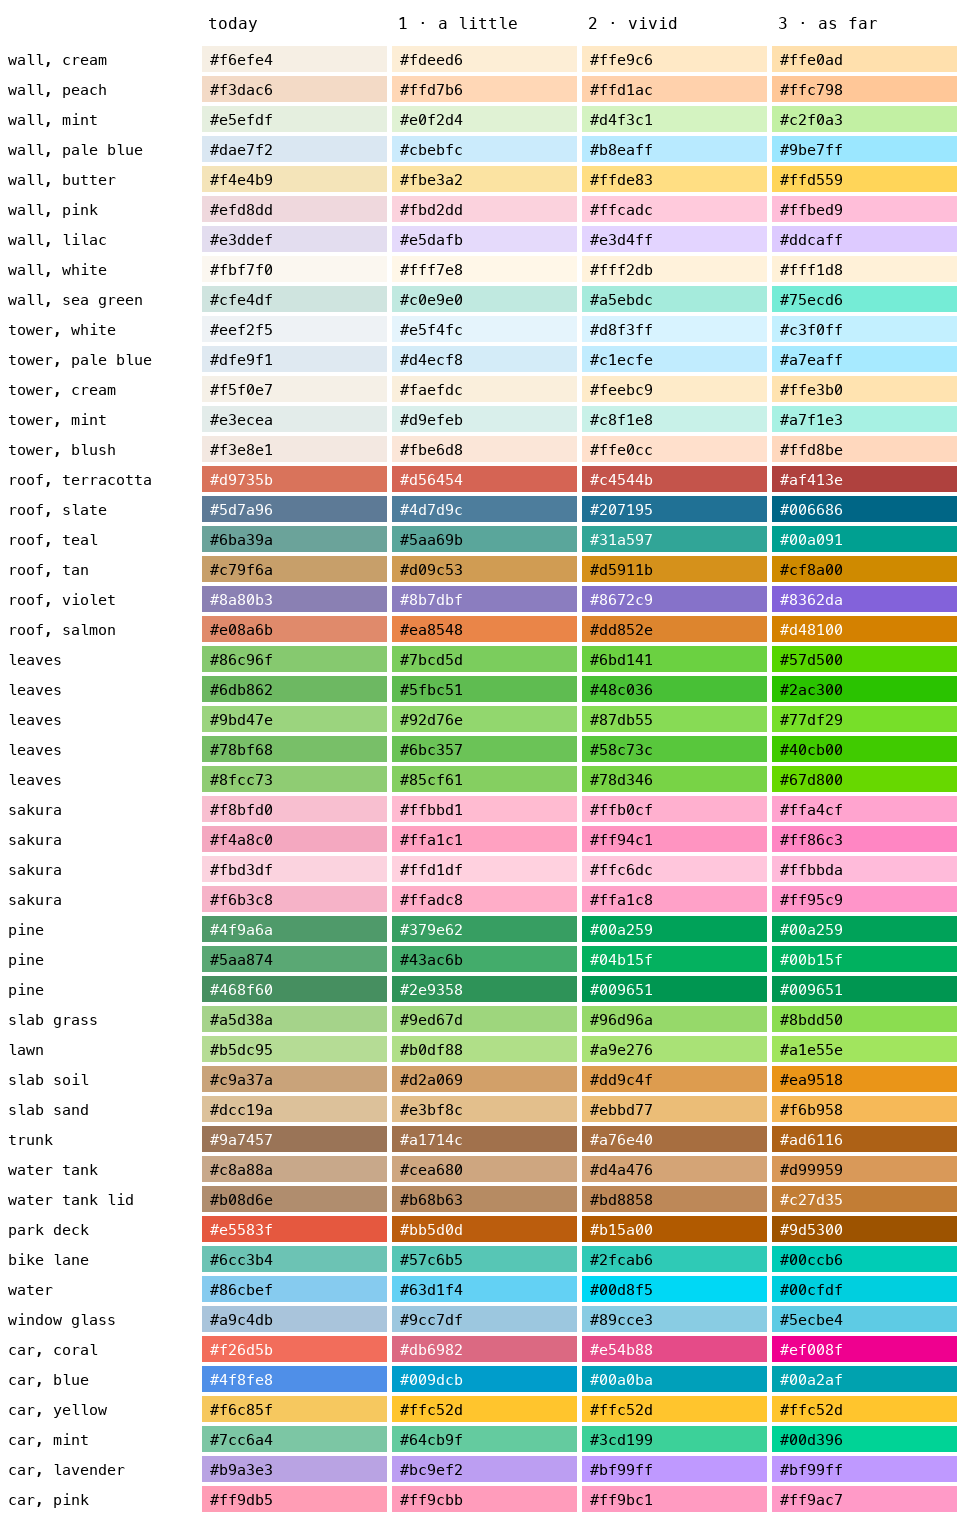 today 1 · a little 2 · vivid 3 · as far
wall, cream #f6efe4 #fdeed6 #ffe9c6 #ffe0ad
wall, peach #f3dac6 #ffd7b6 #ffd1ac #ffc798
wall, mint #e5efdf #e0f2d4 #d4f3c1 #c2f0a3
wall, pale blue #dae7f2 #cbebfc #b8eaff #9be7ff
wall, butter #f4e4b9 #fbe3a2 #ffde83 #ffd559
wall, pink #efd8dd #fbd2dd #ffcadc #ffbed9
wall, lilac #e3ddef #e5dafb #e3d4ff #ddcaff
wall, white #fbf7f0 #fff7e8 #fff2db #fff1d8
wall, sea green #cfe4df #c0e9e0 #a5ebdc #75ecd6
tower, white #eef2f5 #e5f4fc #d8f3ff #c3f0ff
tower, pale blue #dfe9f1 #d4ecf8 #c1ecfe #a7eaff
tower, cream #f5f0e7 #faefdc #feebc9 #ffe3b0
tower, mint #e3ecea #d9efeb #c8f1e8 #a7f1e3
tower, blush #f3e8e1 #fbe6d8 #ffe0cc #ffd8be
roof, terracotta #d9735b #d56454 #c4544b #af413e
roof, slate #5d7a96 #4d7d9c #207195 #006686
roof, teal #6ba39a #5aa69b #31a597 #00a091
roof, tan #c79f6a #d09c53 #d5911b #cf8a00
roof, violet #8a80b3 #8b7dbf #8672c9 #8362da
roof, salmon #e08a6b #ea8548 #dd852e #d48100
leaves #86c96f #7bcd5d #6bd141 #57d500
leaves #6db862 #5fbc51 #48c036 #2ac300
leaves #9bd47e #92d76e #87db55 #77df29
leaves #78bf68 #6bc357 #58c73c #40cb00
leaves #8fcc73 #85cf61 #78d346 #67d800
sakura #f8bfd0 #ffbbd1 #ffb0cf #ffa4cf
sakura #f4a8c0 #ffa1c1 #ff94c1 #ff86c3
sakura #fbd3df #ffd1df #ffc6dc #ffbbda
sakura #f6b3c8 #ffadc8 #ffa1c8 #ff95c9
pine #4f9a6a #379e62 #00a259 #00a259
pine #5aa874 #43ac6b #04b15f #00b15f
pine #468f60 #2e9358 #009651 #009651
slab grass #a5d38a #9ed67d #96d96a #8bdd50
lawn #b5dc95 #b0df88 #a9e276 #a1e55e
slab soil #c9a37a #d2a069 #dd9c4f #ea9518
slab sand #dcc19a #e3bf8c #ebbd77 #f6b958
trunk #9a7457 #a1714c #a76e40 #ad6116
water tank #c8a88a #cea680 #d4a476 #d99959
water tank lid #b08d6e #b68b63 #bd8858 #c27d35
park deck #e5583f #bb5d0d #b15a00 #9d5300
bike lane #6cc3b4 #57c6b5 #2fcab6 #00ccb6
water #86cbef #63d1f4 #00d8f5 #00cfdf
window glass #a9c4db #9cc7df #89cce3 #5ecbe4
car, coral #f26d5b #db6982 #e54b88 #ef008f
car, blue #4f8fe8 #009dcb #00a0ba #00a2af
car, yellow #f6c85f #ffc52d #ffc52d #ffc52d
car, mint #7cc6a4 #64cb9f #3cd199 #00d396
car, lavender #b9a3e3 #bc9ef2 #bf99ff #bf99ff
car, pink #ff9db5 #ff9cbb #ff9bc1 #ff9ac7